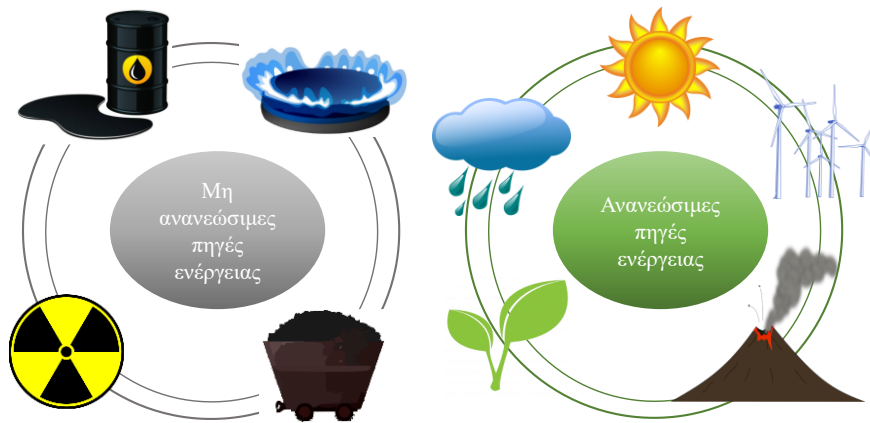 Μη
ανανεώσιμες
πηγές
ενέργειας
Ανανεώσιμες
πηγές
ενέργειας